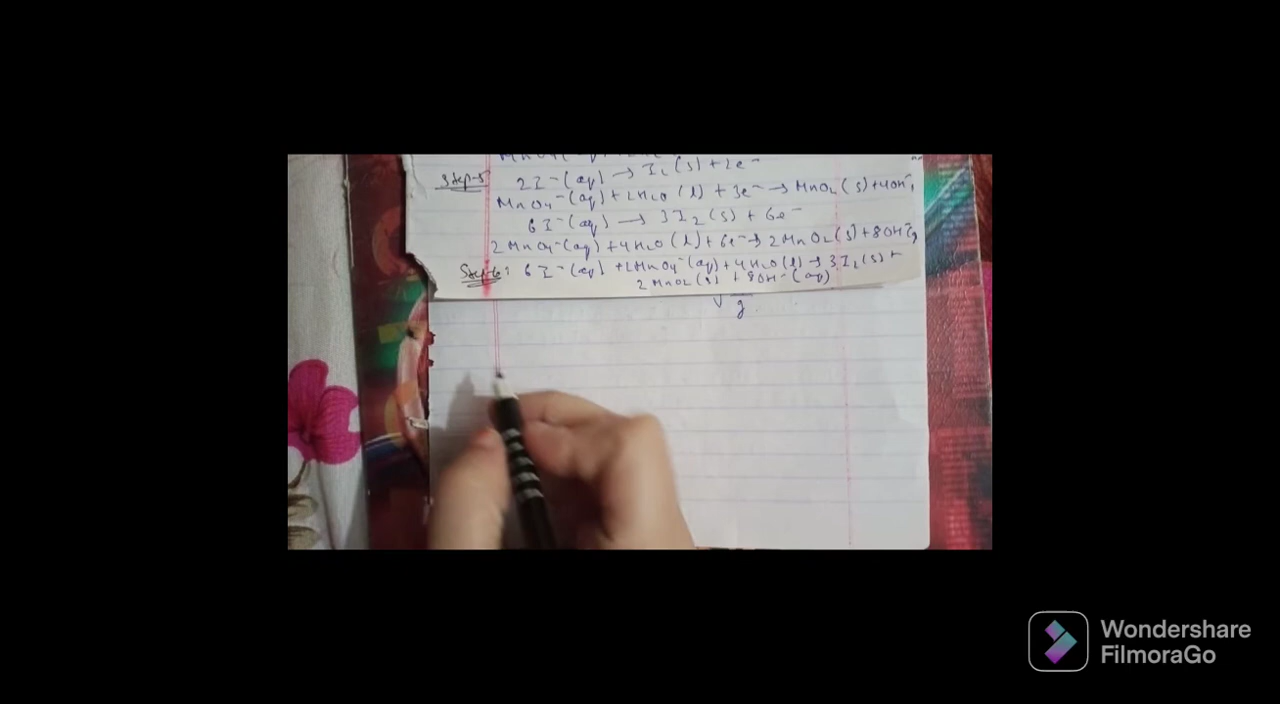 Step-5 2I⁻(aq) → I₂(s) + 2e⁻
MnO₄⁻(aq) + 2H₂O(l) + 3e⁻ → MnO₂(s) + 4OH⁻
6I⁻(aq) → 3I₂(s) + 6e⁻
2MnO₄⁻(aq) + 4H₂O(l) + 6e⁻ → 2MnO₂(s) + 8OH⁻
Step-6: 6I⁻(aq) + 2MnO₄⁻(aq) + 4H₂O(l) → 3I₂(s) +
2MnO₂(s) + 8OH⁻(aq)
g
Wondershare
FilmoraGo